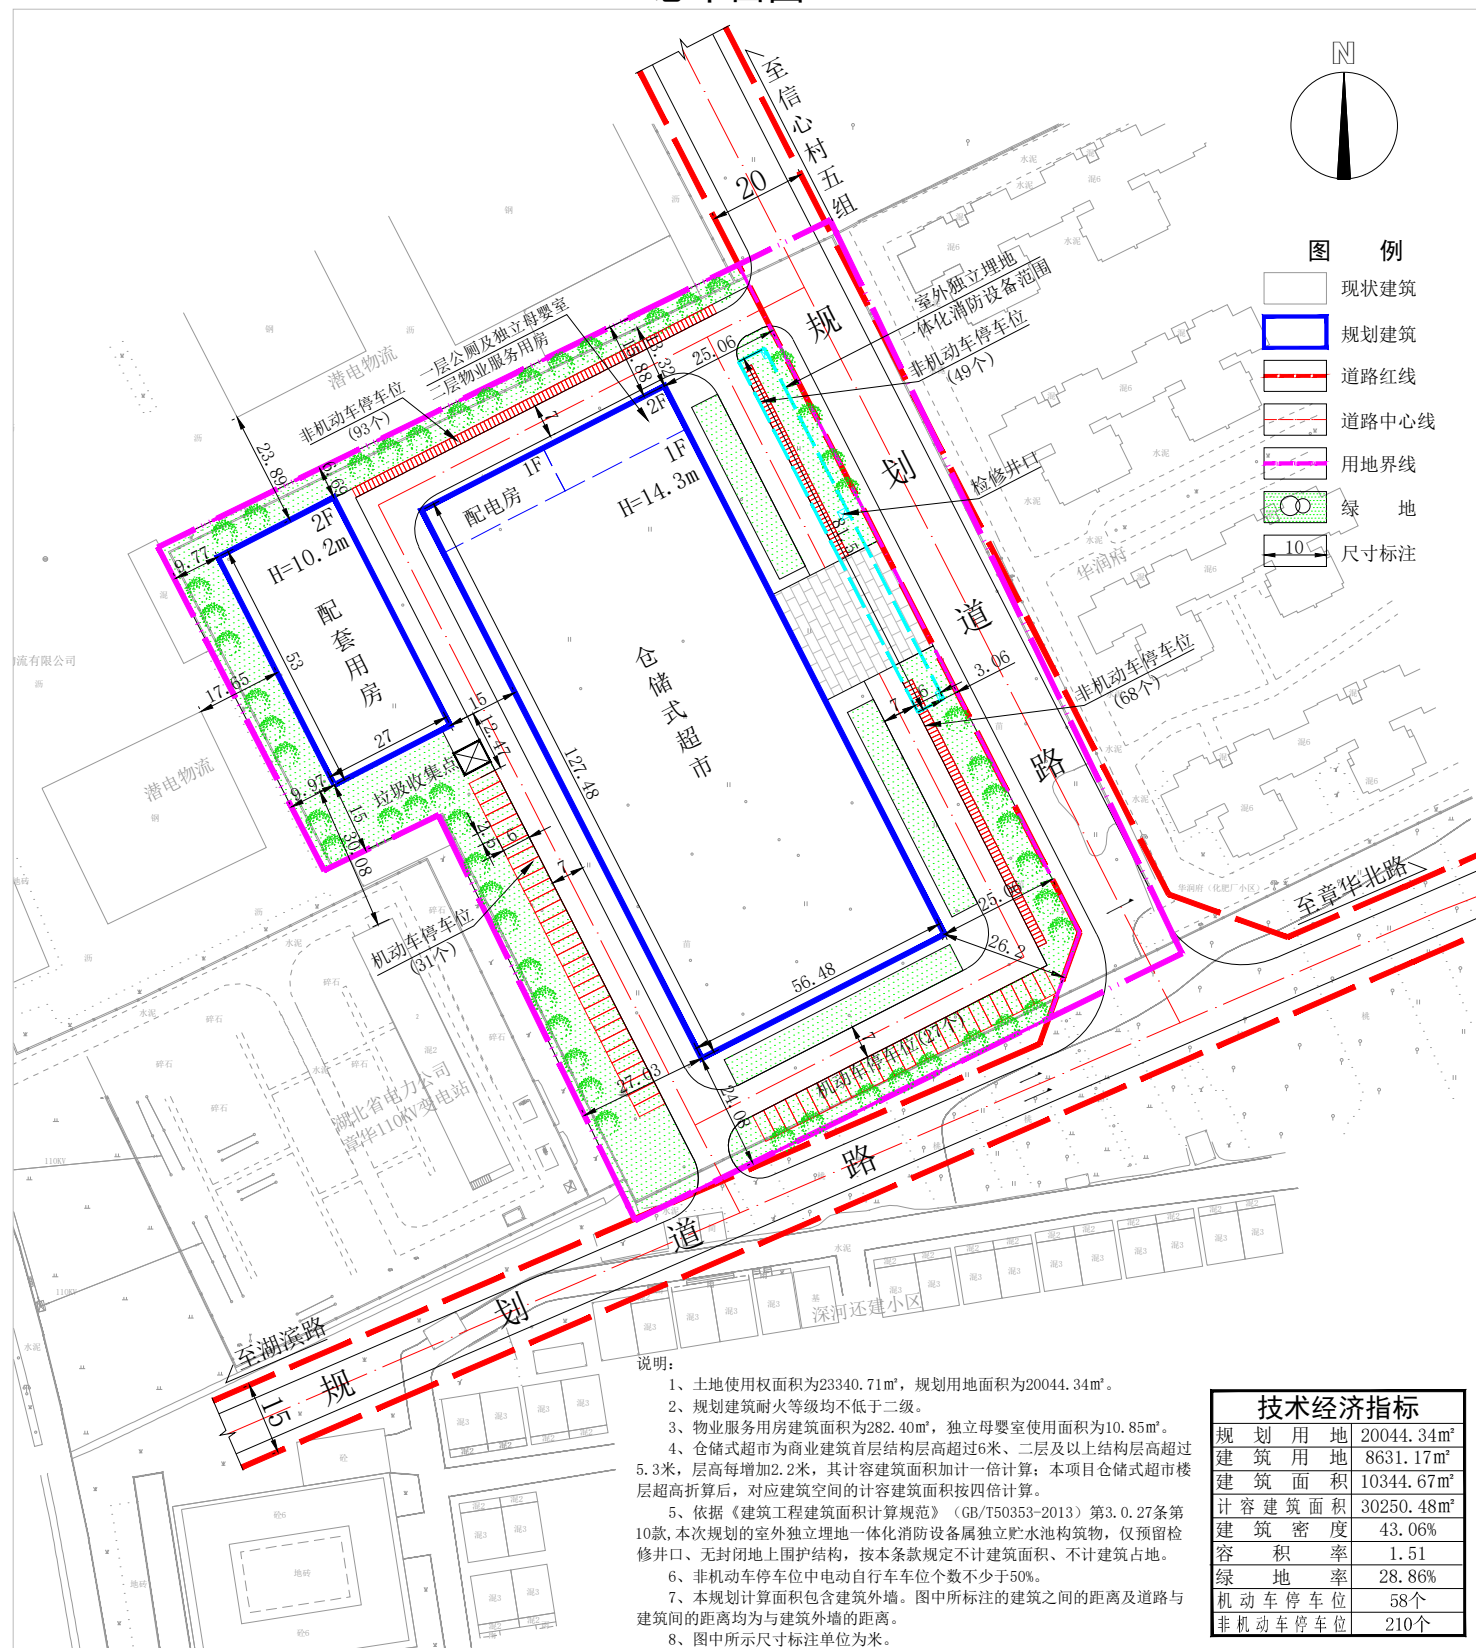 N
图 例
现状建筑
规划建筑
道路红线
道路中心线
用地界线
绿 地
10 尺寸标注
至信心村五组
20
规划道路
室外独立埋地
一体化消防设备范围
非机动车停车位
(49个)
一层公厕及独立母婴室
二层物业服务用房
非机动车停车位
(93个)
潜电物流
钢
钢
沥
沥
23.89
25.06
7
2F
1F
1F
H=14.3m
配电房
检修井口
2F
H=10.2m
配套用房
9.77
53
17.65
27
15
12.47
127.48
仓储式超市
华润府
3.06
非机动车停车位
(68个)
7
6
潜电物流
钢
垃圾收集点
9.97
15
30.08
2.5
6
7
机动车停车位
(31个)
56.48
26.2
7
机动车停车位(27个)
27.63
24.03
华润府（化肥厂小区）
至章华北路
湖北省电力公司
章华110KV变电站
110KV
110KV
规划道路
至湖滨路
15
深河还建小区
说明：
1、土地使用权面积为23340.71㎡，规划用地面积为20044.34㎡。
2、规划建筑耐火等级均不低于二级。
3、物业服务用房建筑面积为282.40㎡，独立母婴室使用面积为10.85㎡。
4、仓储式超市为商业建筑首层结构层高超过6米、二层及以上结构层高超过
5.3米，层高每增加2.2米，其计容建筑面积加计一倍计算；本项目仓储式超市楼
层超高折算后，对应建筑空间的计容建筑面积按四倍计算。
5、依据《建筑工程建筑面积计算规范》（GB/T50353-2013）第3.0.27条第
10款,本次规划的室外独立埋地一体化消防设备属独立贮水池构筑物，仅预留检
修井口、无封闭地上围护结构，按本条款规定不计建筑面积、不计建筑占地。
6、非机动车停车位中电动自行车车位个数不少于50%。
7、本规划计算面积包含建筑外墙。图中所标注的建筑之间的距离及道路与
建筑间的距离均为与建筑外墙的距离。
8、图中所示尺寸标注单位为米。
技术经济指标
规划用地 20044.34㎡
建筑用地 8631.17㎡
建筑面积 10344.67㎡
计容建筑面积 30250.48㎡
建筑密度 43.06%
容积率 1.51
绿地率 28.86%
机动车停车位 58个
非机动车停车位 210个